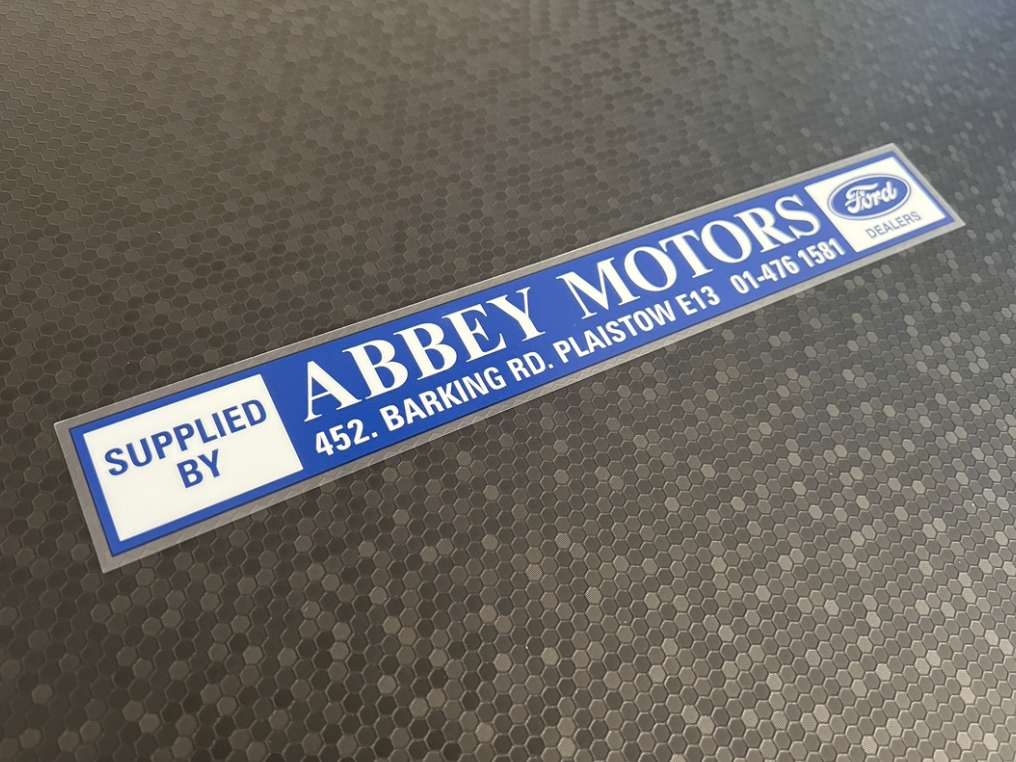 SUPPLIED
BY
ABBEY MOTORS
452. BARKING RD. PLAISTOW E13 01-476 1581
Ford
DEALERS